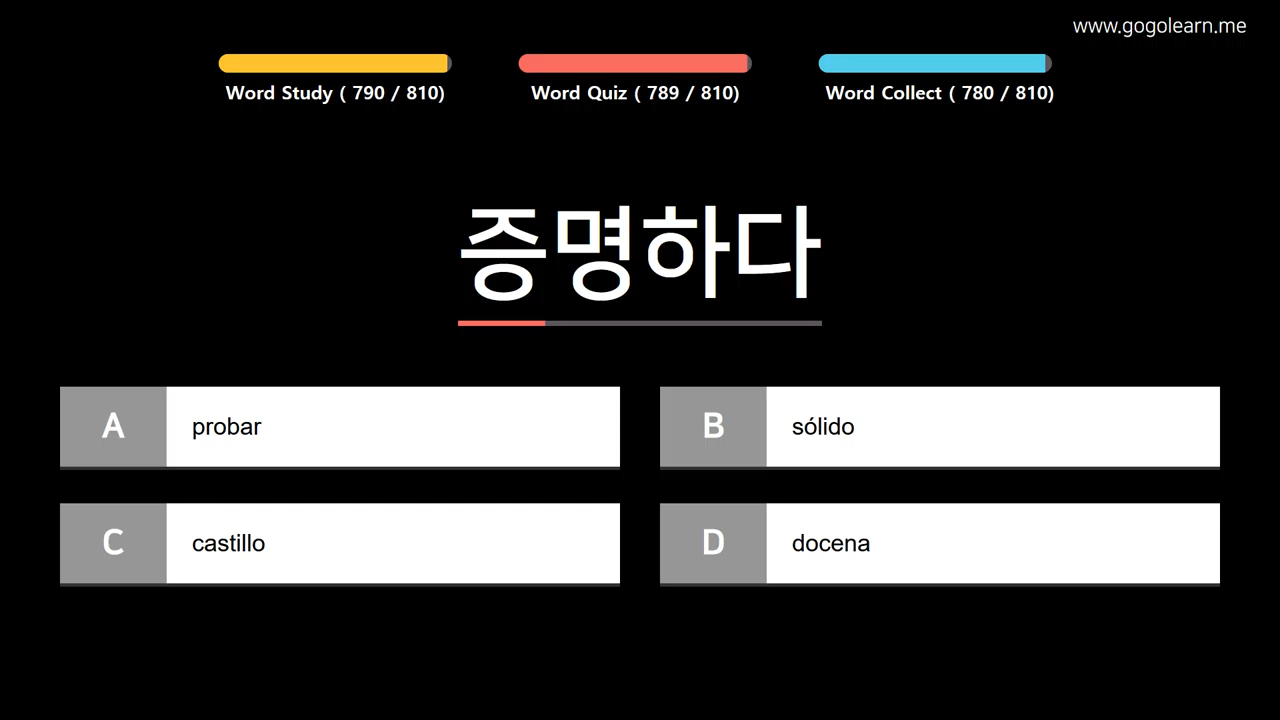 www.gogolearn.me
Word Study ( 790 / 810)
Word Quiz ( 789 / 810)
Word Collect ( 780 / 810)
증명하다
A
probar
B
sólido
C
castillo
D
docena